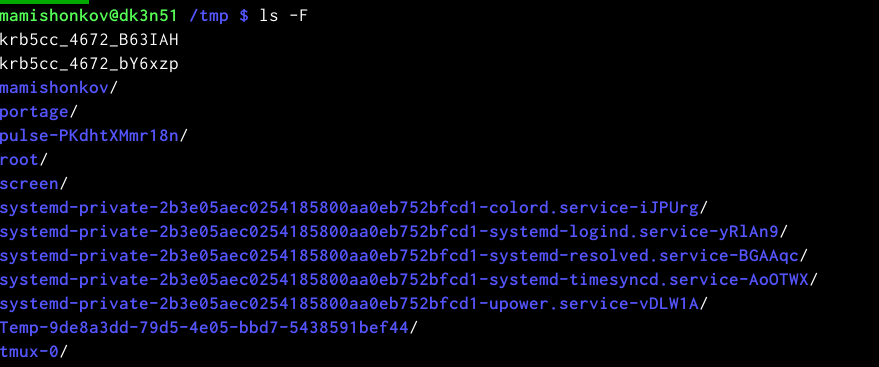 mamishonkov@dk3n51 /tmp $ ls -F
krb5cc_4672_B63IAH
krb5cc_4672_bY6xzp
mamishonkov/
portage/
pulse-PKdhtXMmr18n/
root/
screen/
systemd-private-2b3e05aec0254185800aa0eb752bfcd1-colord.service-iJPUrg/
systemd-private-2b3e05aec0254185800aa0eb752bfcd1-systemd-logind.service-yRlAn9/
systemd-private-2b3e05aec0254185800aa0eb752bfcd1-systemd-resolved.service-BGAAqc/
systemd-private-2b3e05aec0254185800aa0eb752bfcd1-systemd-timesyncd.service-AoOTWX/
systemd-private-2b3e05aec0254185800aa0eb752bfcd1-upower.service-vDLW1A/
Temp-9de8a3dd-79d5-4e05-bbd7-5438591bef44/
tmux-0/